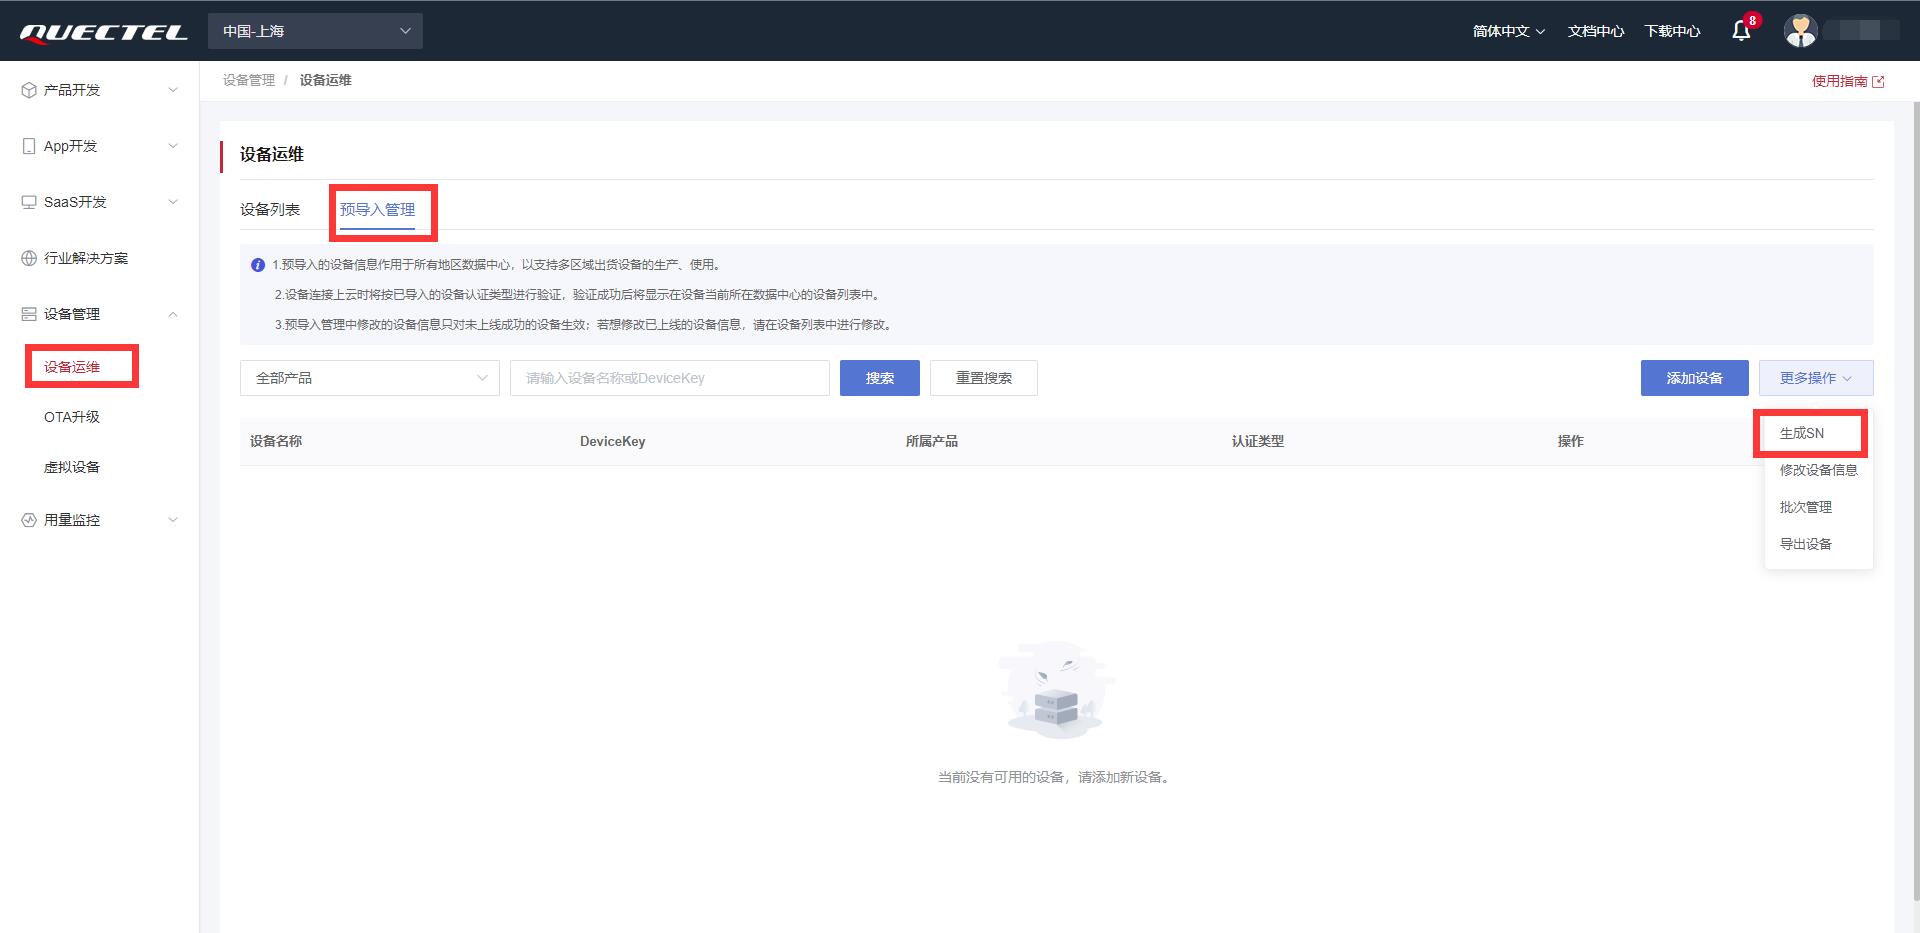 QUECTEL
中国-上海
简体中文
文档中心
下载中心
8
产品开发
App开发
SaaS开发
行业解决方案
设备管理
设备运维
OTA升级
虚拟设备
用量监控
设备管理 / 设备运维
使用指南
设备运维
设备列表
预导入管理
1.预导入的设备信息作用于所有地区数据中心，以支持多区域出货设备的生产、使用。
2.设备连接上云时将按已导入的设备认证类型进行验证，验证成功后将显示在设备当前所在数据中心的设备列表中。
3.预导入管理中修改的设备信息只对未上线成功的设备生效；若想修改已上线的设备信息，请在设备列表中进行修改。
全部产品
请输入设备名称或DeviceKey
搜索
重置搜索
添加设备
更多操作
设备名称
DeviceKey
所属产品
认证类型
操作
生成SN
修改设备信息
批次管理
导出设备
当前没有可用的设备，请添加新设备。